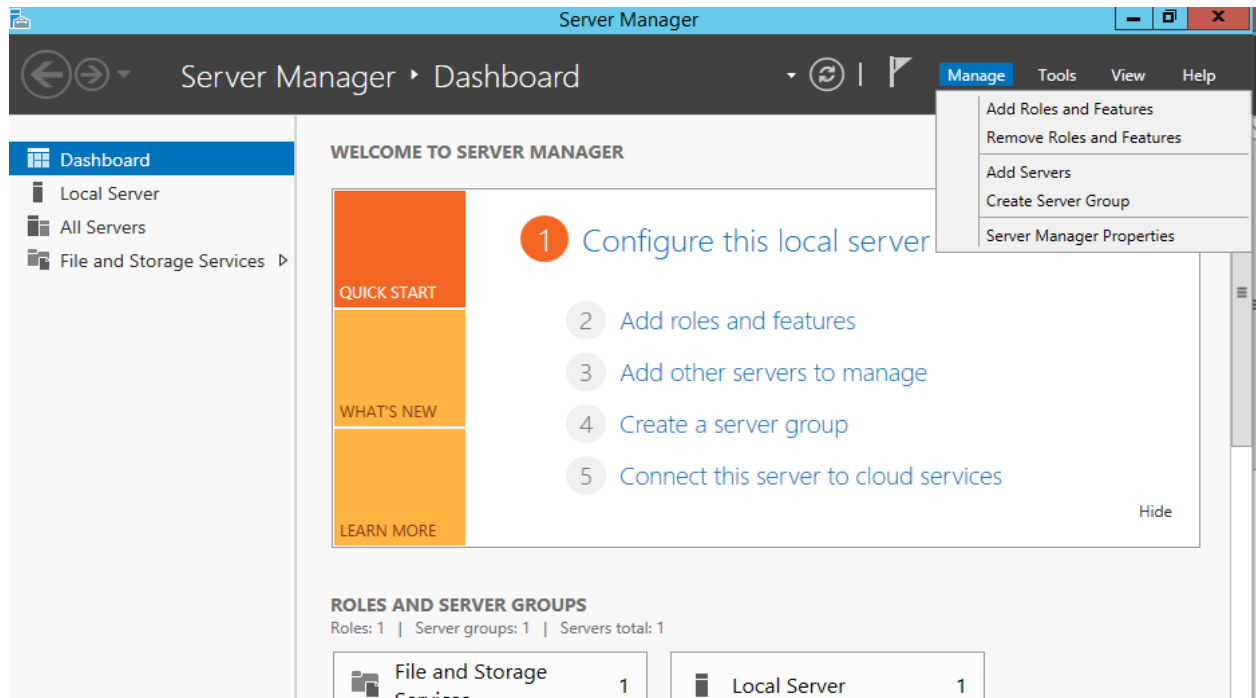 Server Manager
Server Manager ‣ Dashboard
Manage Tools View Help
Add Roles and Features
Remove Roles and Features
Add Servers
Create Server Group
Server Manager Properties
Dashboard
Local Server
All Servers
File and Storage Services
WELCOME TO SERVER MANAGER
QUICK START
WHAT'S NEW
LEARN MORE
1 Configure this local server
2 Add roles and features
3 Add other servers to manage
4 Create a server group
5 Connect this server to cloud services
Hide
ROLES AND SERVER GROUPS
Roles: 1 | Server groups: 1 | Servers total: 1
File and Storage
Services 1
Local Server 1